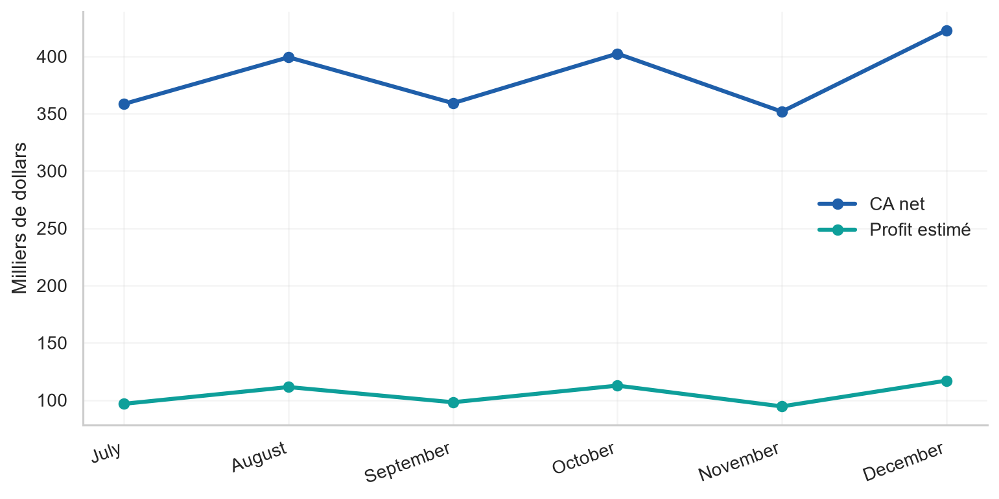 Milliers de dollars
400
350
300
250
200
150
100
CA net
Profit estimé
July
August
September
October
November
December